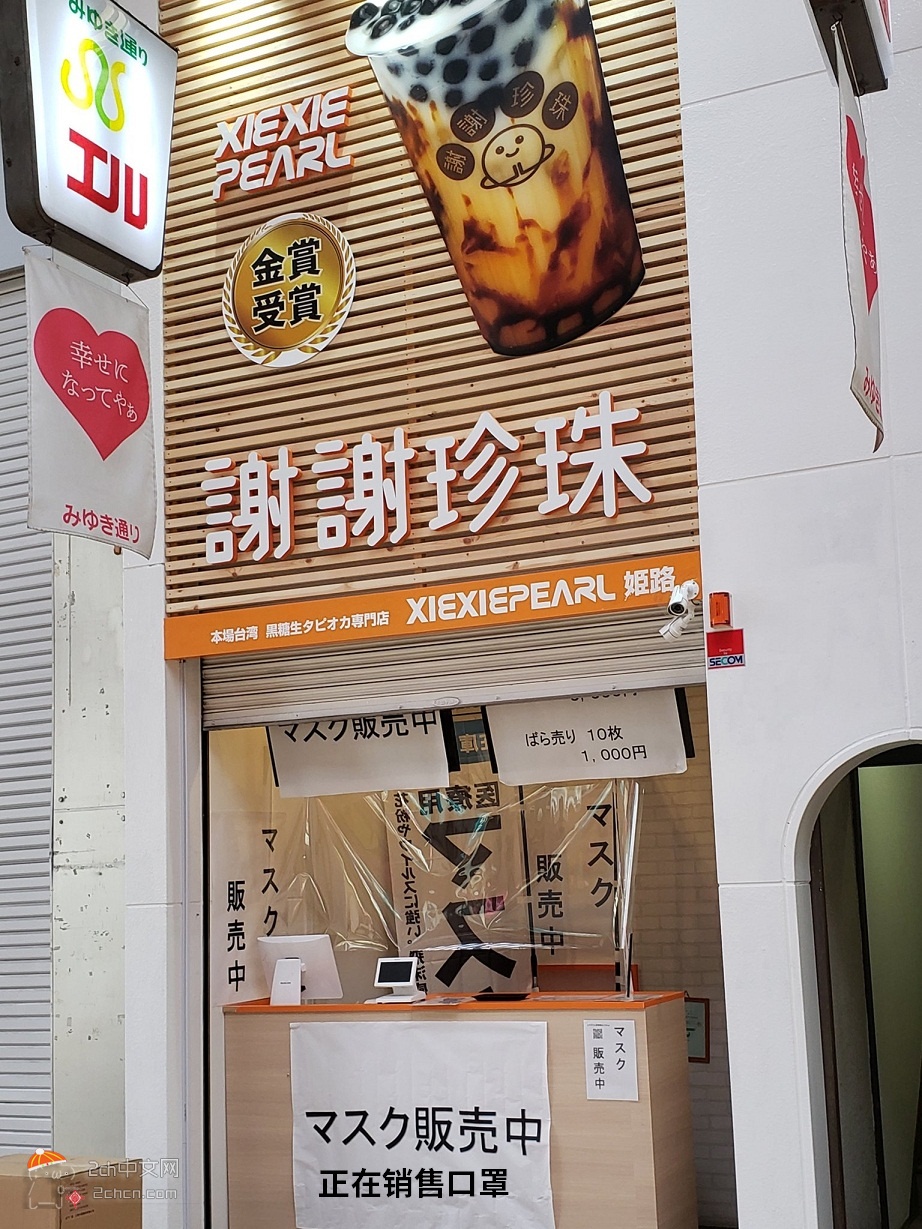 みゆき通り
エル
XIEXIE
PEARL
謝謝珍珠
金賞
受賞
幸せに
なってやぁ
みゆき通り
謝謝珍珠
本場台湾 黒糖生タピオカ専門店 XIEXIEPEARL 姫路
SECOM
マスク販売中
ばら売り 10枚
1,000円
医療用
マスク
マスク
販売中
マスク
販売中
マスク
販売中
マスク販売中
正在销售口罩
2ch中文网
2chcn.com